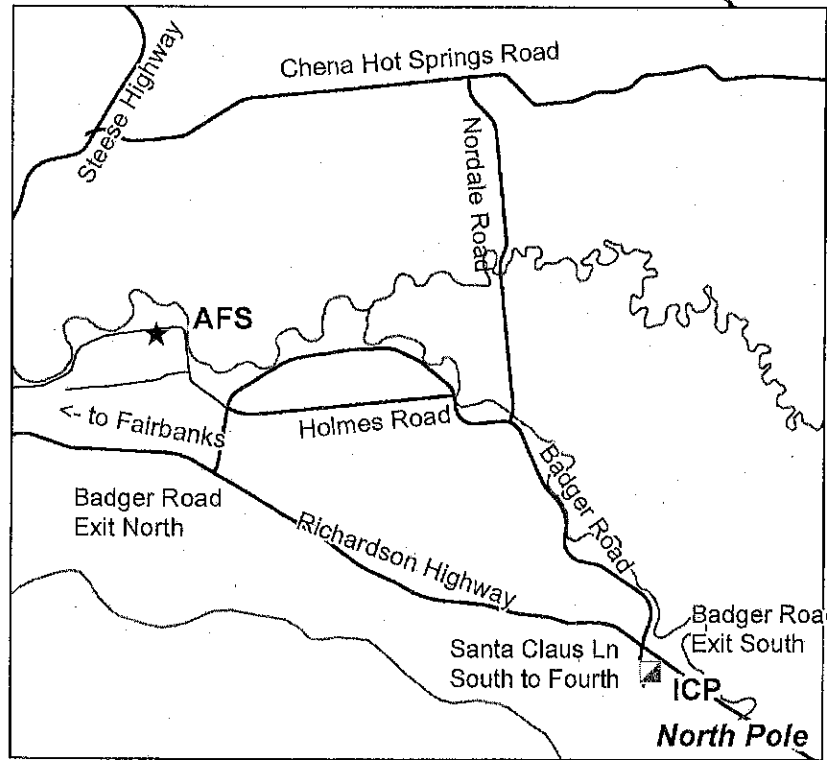 Steese Highway
Chena Hot Springs Road
Nordale Road
AFS
<- to Fairbanks
Holmes Road
Badger Road
Exit North
Richardson Highway
Badger Road
Badger Road
Exit South
Santa Claus Ln
South to Fourth
ICP
North Pole